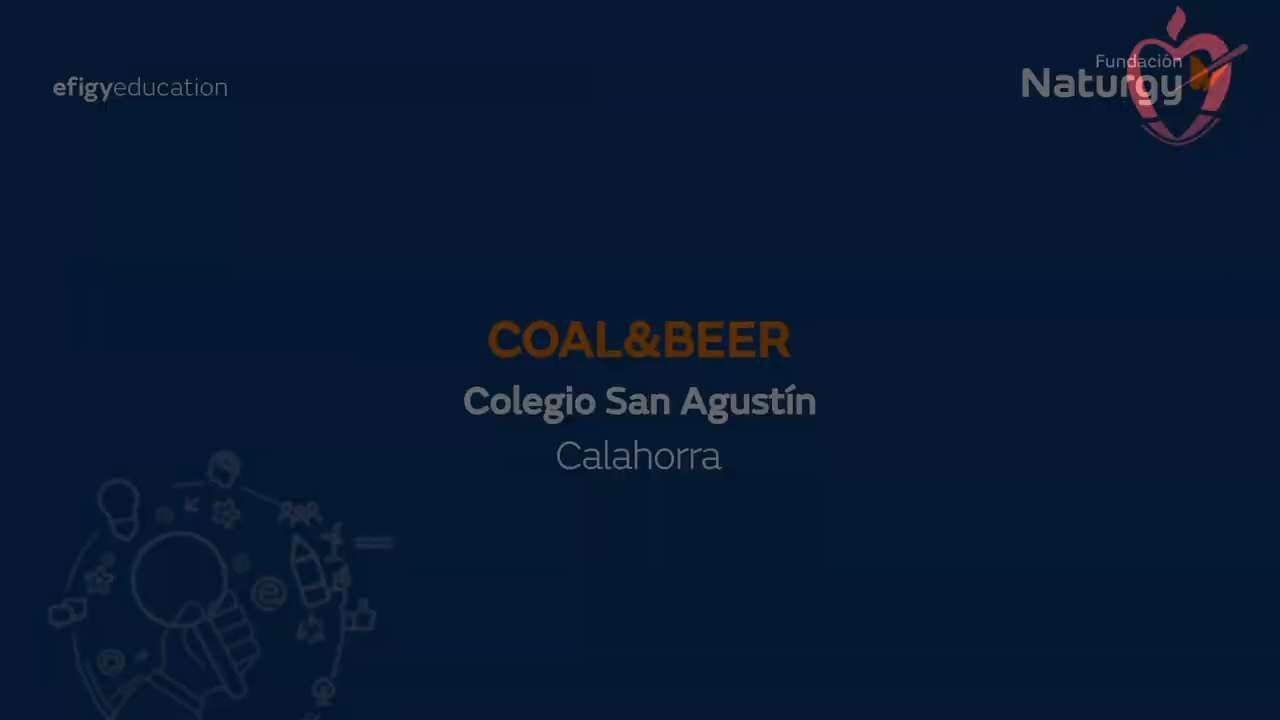 efigyeducation
Fundación
Naturgy
COAL&BEER
Colegio San Agustín
Calahorra